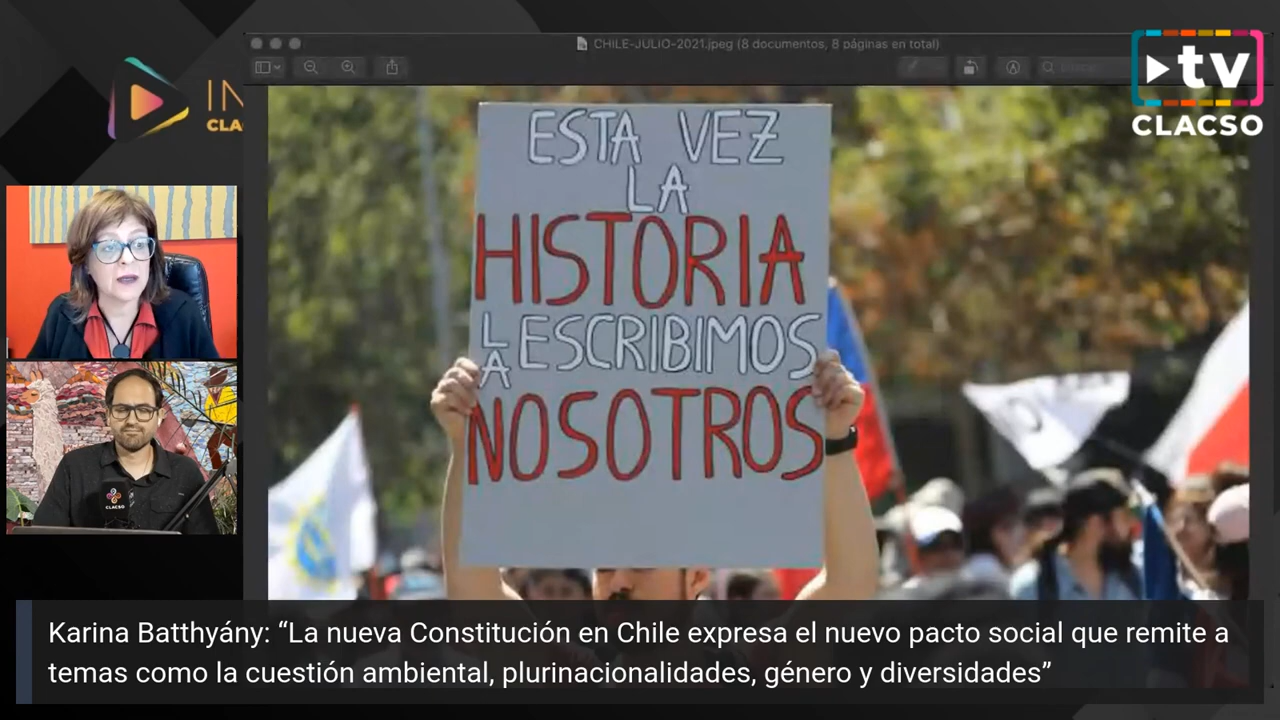 CHILE-JULIO-2021.jpeg (8 documentos, 8 páginas en total)
tv
CLACSO
IN
CLA
ESTA VEZ
LA
HISTORIA
LA ESCRIBIMOS
NOSOTROS
CLACSO
Karina Batthyány: “La nueva Constitución en Chile expresa el nuevo pacto social que remite a
temas como la cuestión ambiental, plurinacionalidades, género y diversidades”